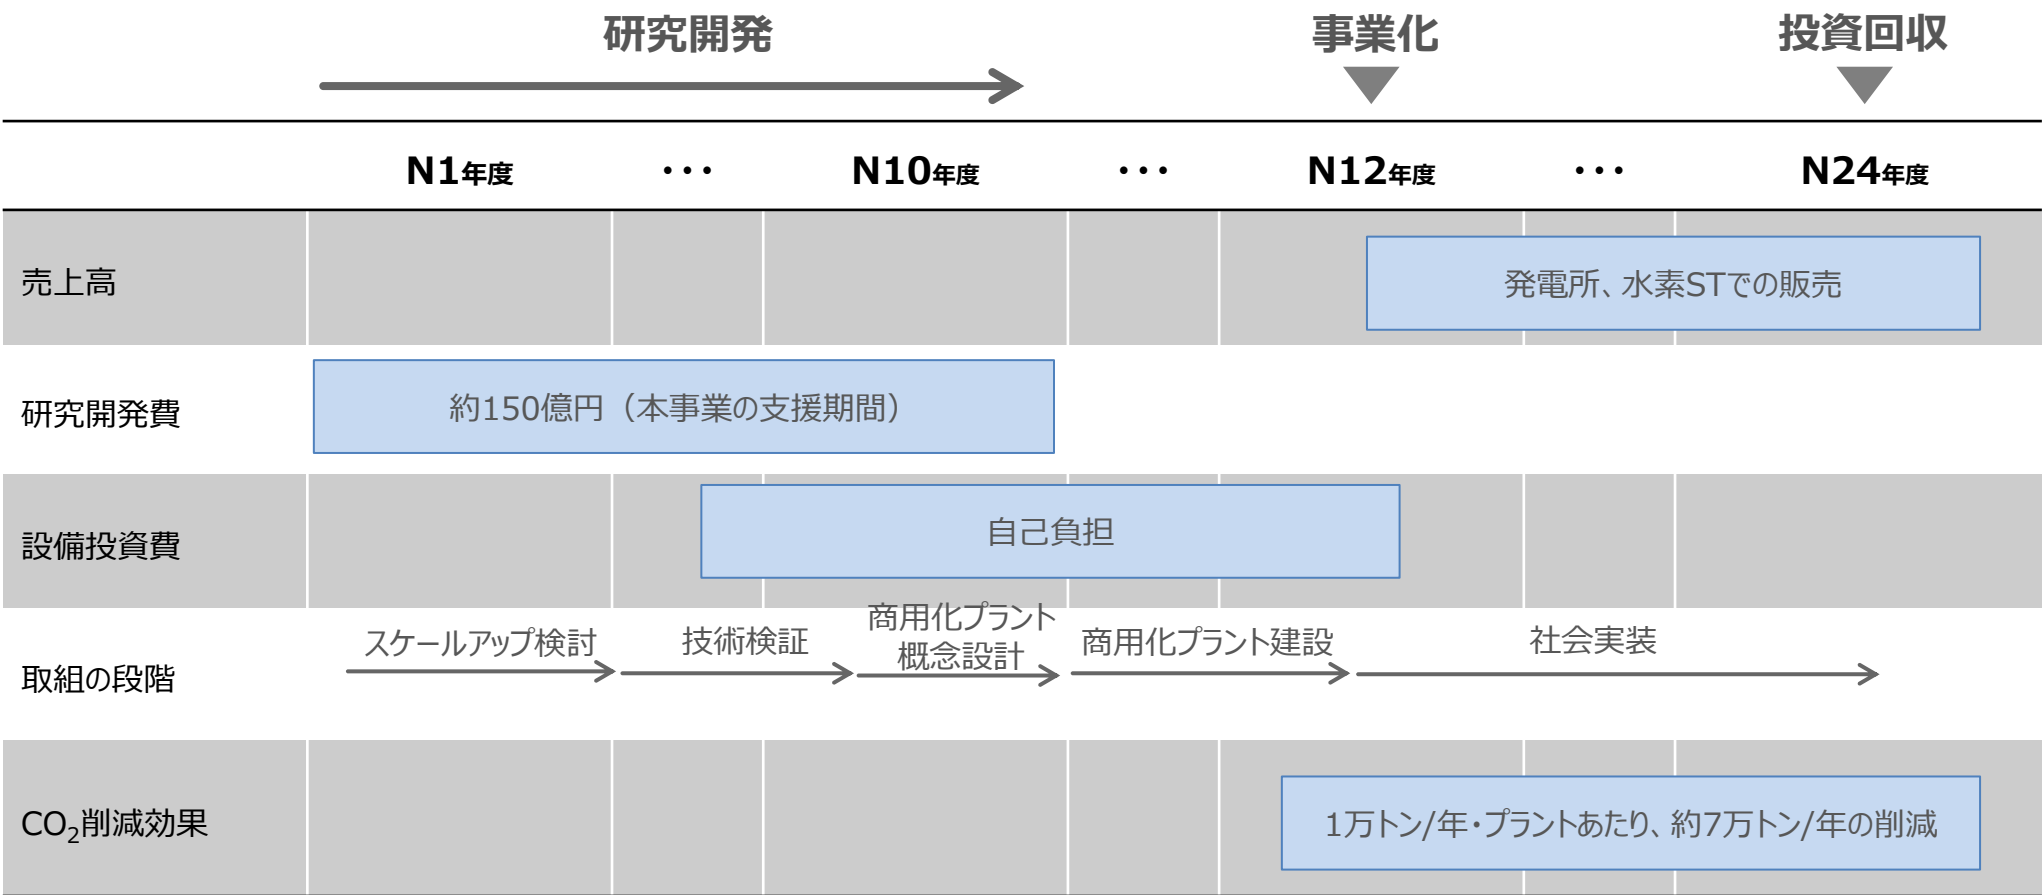 研究開発
事業化
投資回収
N1年度 ・・・ N10年度 ・・・ N12年度 ・・・ N24年度
売上高
発電所、水素STでの販売
研究開発費
約150億円（本事業の支援期間）
設備投資費
自己負担
取組の段階
スケールアップ検討
技術検証
商用化プラント
概念設計
商用化プラント建設
社会実装
CO₂削減効果
1万トン/年・プラントあたり、約7万トン/年の削減